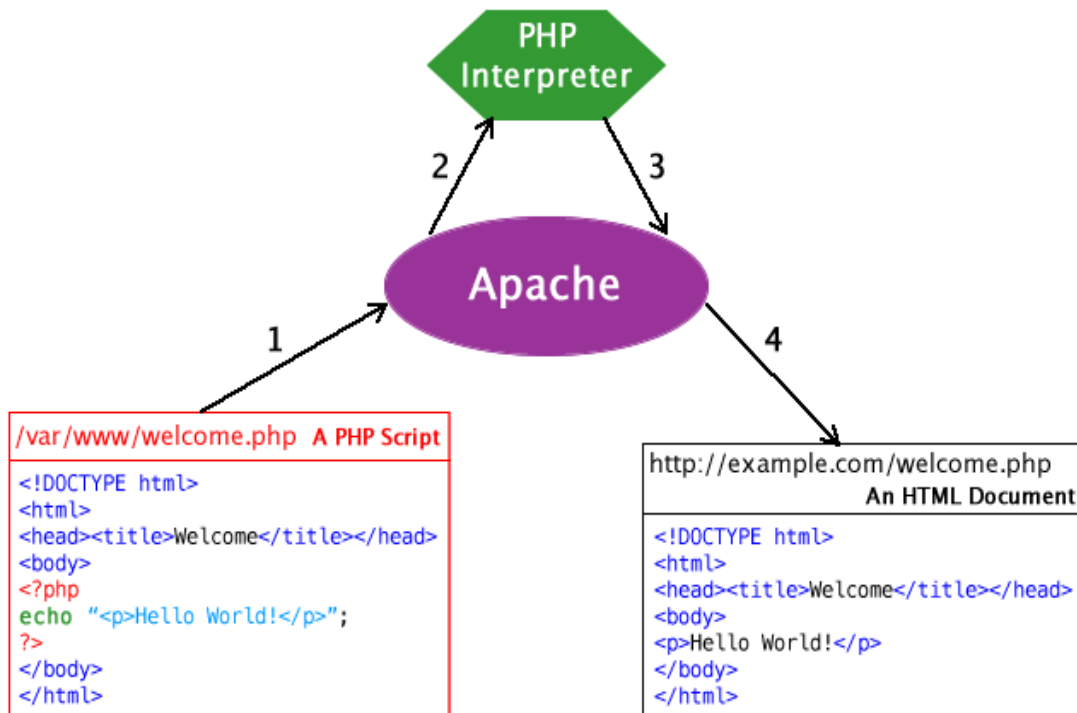 PHP
Interpreter
2
3
Apache
1
4
/var/www/welcome.php A PHP Script
<!DOCTYPE html>
<html>
<head><title>Welcome</title></head>
<body>
<?php
echo “<p>Hello World!</p>”;
?>
</body>
</html>
http://example.com/welcome.php
An HTML Document
<!DOCTYPE html>
<html>
<head><title>Welcome</title></head>
<body>
<p>Hello World!</p>
</body>
</html>